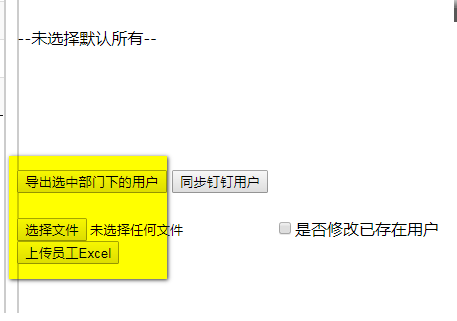 --未选择默认所有--
导出选中部门下的用户 同步钉钉用户
选择文件 未选择任何文件 是否修改已存在用户
上传员工Excel